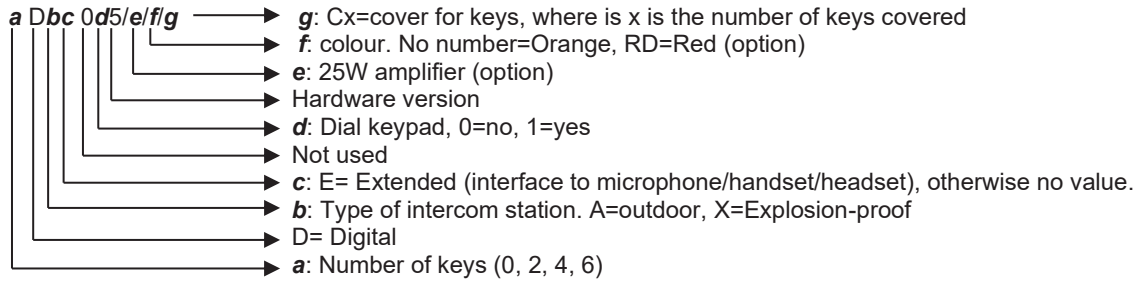 a Dbc 0d5/e/f/g g: Cx=cover for keys, where is x is the number of keys covered
f: colour. No number=Orange, RD=Red (option)
e: 25W amplifier (option)
Hardware version
d: Dial keypad, 0=no, 1=yes
Not used
c: E= Extended (interface to microphone/handset/headset), otherwise no value.
b: Type of intercom station. A=outdoor, X=Explosion-proof
D= Digital
a: Number of keys (0, 2, 4, 6)